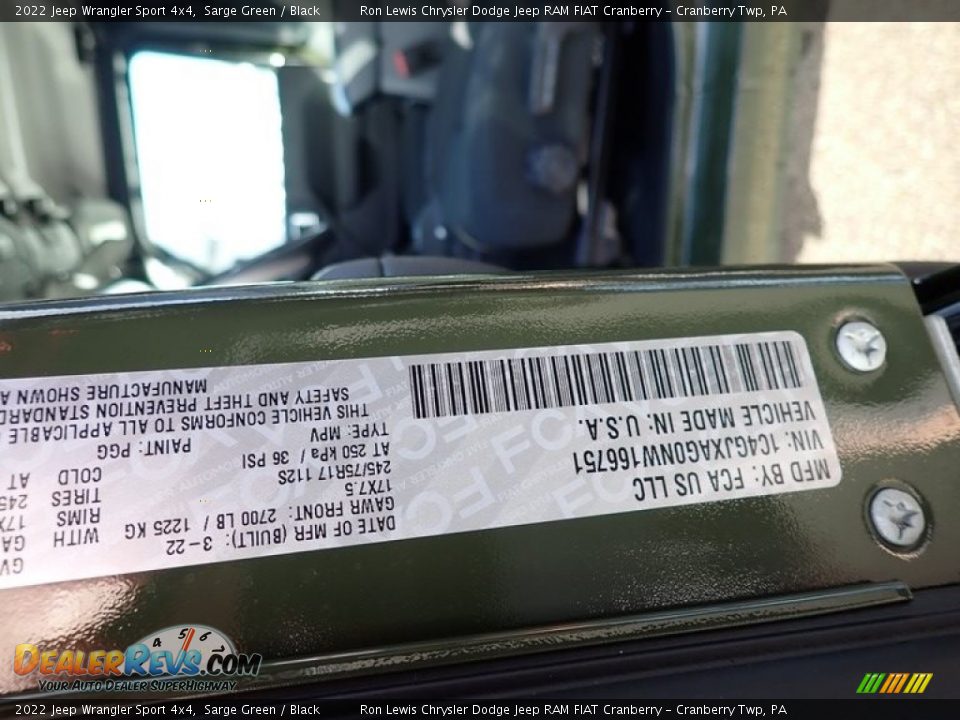 2022 Jeep Wrangler Sport 4x4,  Sarge Green / Black          Ron Lewis Chrysler Dodge Jeep RAM FIAT Cranberry - Cranberry Twp, PA
MFD BY: FCA US LLC
VIN: 1C4GJXAG0NW166751
VEHICLE MADE IN: U.S.A.
DATE OF MFR (BUILT): 3-22
GAWR FRONT: 2700 LB / 1225 KG WITH
17X7.5 RIMS
245/75R17 112S TIRES
AT 250 kPa / 36 PSI COLD
TYPE: MPV PAINT: PGG
THIS VEHICLE CONFORMS TO ALL APPLICABLE
SAFETY AND THEFT PREVENTION STANDARD
MANUFACTURE SHOWN
AT
FCA
4 5 6
DEALERREVS.COM
YOUR AUTO DEALER SUPERHIGHWAY
2022 Jeep Wrangler Sport 4x4,  Sarge Green / Black          Ron Lewis Chrysler Dodge Jeep RAM FIAT Cranberry - Cranberry Twp, PA